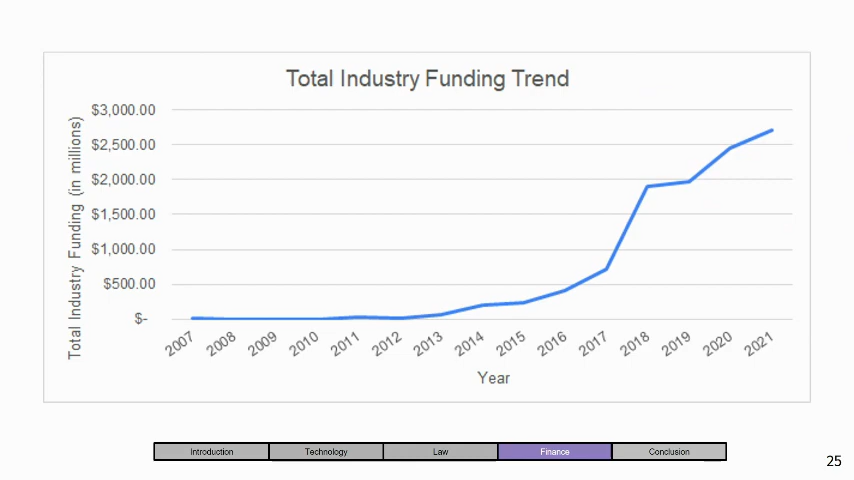 Total Industry Funding Trend
Total Industry Funding (in millions)
$3,000.00
$2,500.00
$2,000.00
$1,500.00
$1,000.00
$500.00
$-
2007 2008 2009 2010 2011 2012 2013 2014 2015 2016 2017 2018 2019 2020 2021
Year
Introduction Technology Law Finance Conclusion
25